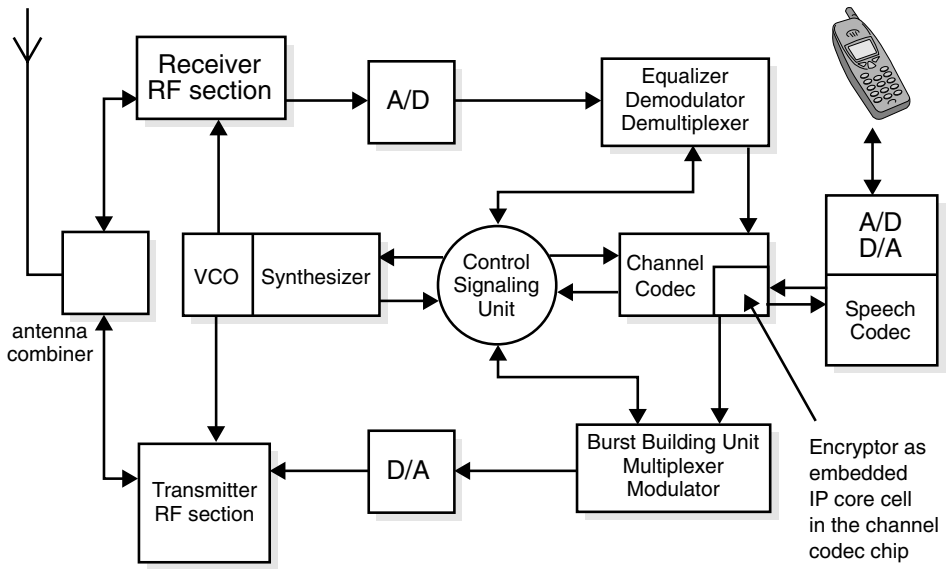 Receiver
RF section
A/D
Equalizer
Demodulator
Demultiplexer
A/D
D/A
Speech
Codec
antenna
combiner
VCO
Synthesizer
Control
Signaling
Unit
Channel
Codec
Transmitter
RF section
D/A
Burst Building Unit
Multiplexer
Modulator
Encryptor as
embedded
IP core cell
in the channel
codec chip